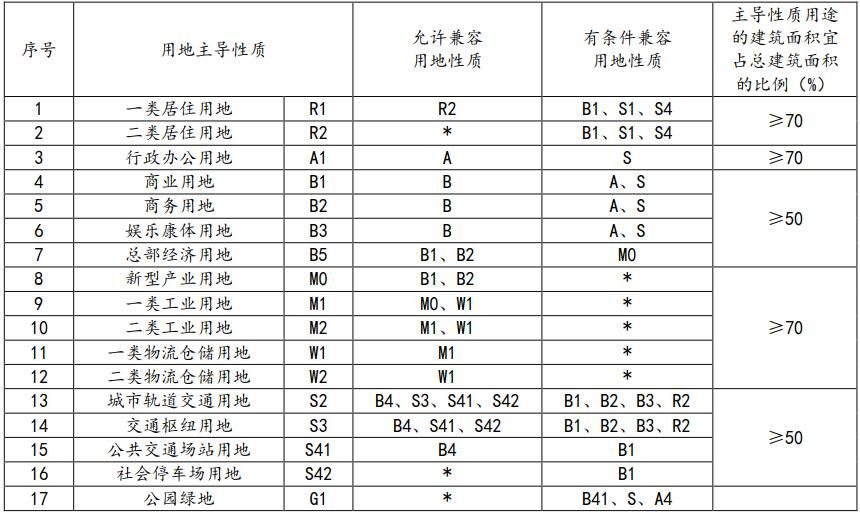 序号 用地主导性质 允许兼容用地性质 有条件兼容用地性质 主导性质用途的建筑面积宜占总建筑面积的比例（%）
1 一类居住用地 R1 R2 B1、S1、S4 ≥70
2 二类居住用地 R2 * B1、S1、S4
3 行政办公用地 A1 A S ≥70
4 商业用地 B1 B A、S ≥50
5 商务用地 B2 B A、S
6 娱乐康体用地 B3 B A、S
7 总部经济用地 B5 B1、B2 M0
8 新型产业用地 M0 B1、B2 * ≥70
9 一类工业用地 M1 M0、W1 *
10 二类工业用地 M2 M1、W1 *
11 一类物流仓储用地 W1 M1 *
12 二类物流仓储用地 W2 W1 *
13 城市轨道交通用地 S2 B4、S3、S41、S42 B1、B2、B3、R2 ≥50
14 交通枢纽用地 S3 B4、S41、S42 B1、B2、B3、R2
15 公共交通场站用地 S41 B4 B1
16 社会停车场用地 S42 * B1
17 公园绿地 G1 * B41、S、A4